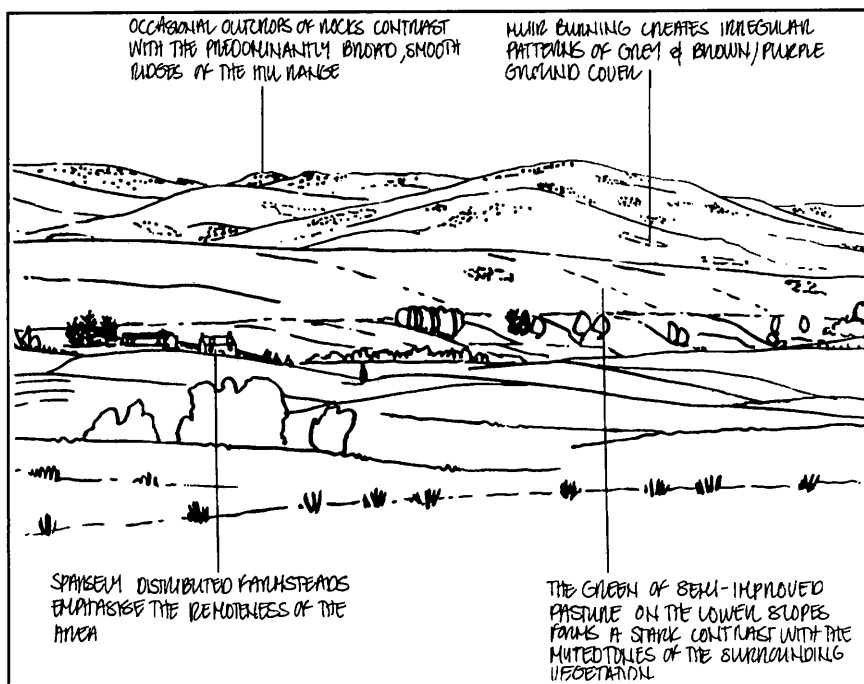 OCCASIONAL OUTCROPS OF ROCKS CONTRAST
WITH THE PREDOMINANTLY BROAD, SMOOTH
RIDGES OF THE HILL RANGE
MUIR BURNING CREATES IRREGULAR
PATTERNS OF GREY & BROWN/PURPLE
GROUND COVER
SPARSELY DISTRIBUTED FARMSTEADS
EMPHASISE THE REMOTENESS OF THE
AREA
THE GREEN OF SEMI-IMPROVED
PASTURE ON THE LOWER SLOPES
FORMS A STARK CONTRAST WITH THE
MUTED TONES OF THE SURROUNDING
VEGETATION